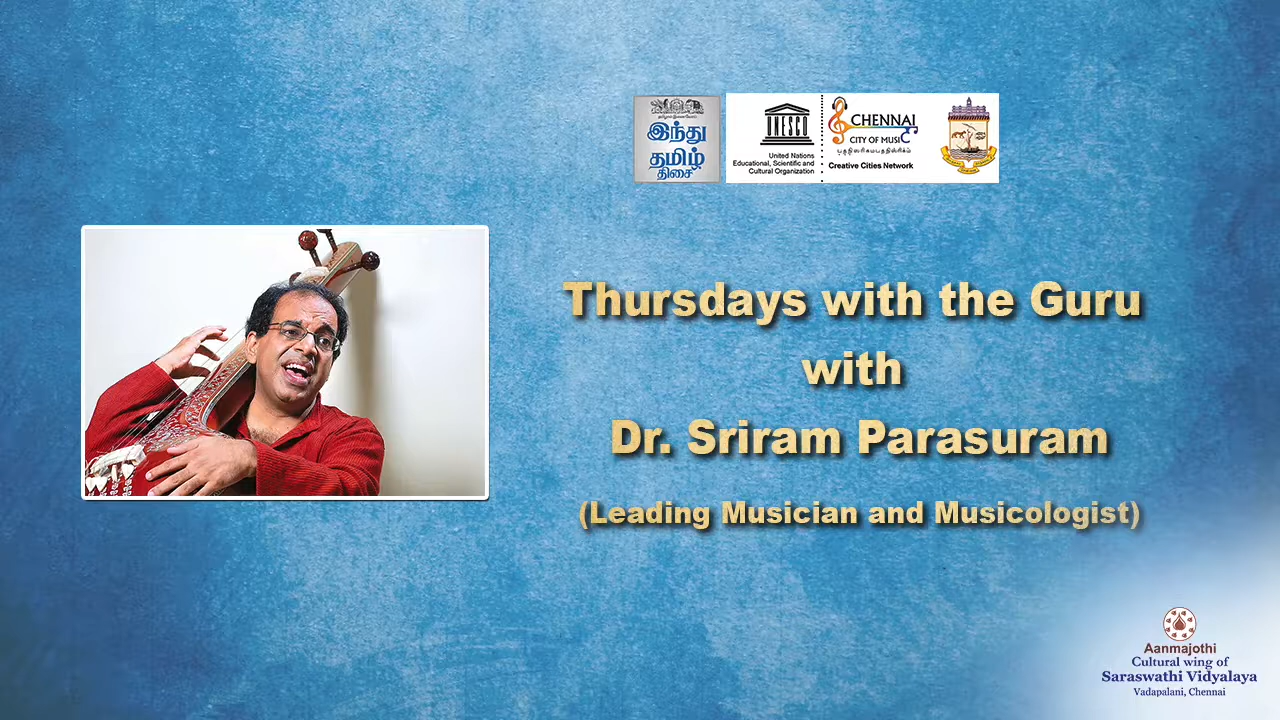 இந்து
தமிழ்
திசை
UNESCO
United Nations
Educational, Scientific and
Cultural Organization
CHENNAI
CITY OF MUSIC
Creative Cities Network
Thursdays with the Guru
with
Dr. Sriram Parasuram
(Leading Musician and Musicologist)
Aanmajothi
Cultural wing of
Saraswathi Vidyalaya
Vadapalani, Chennai